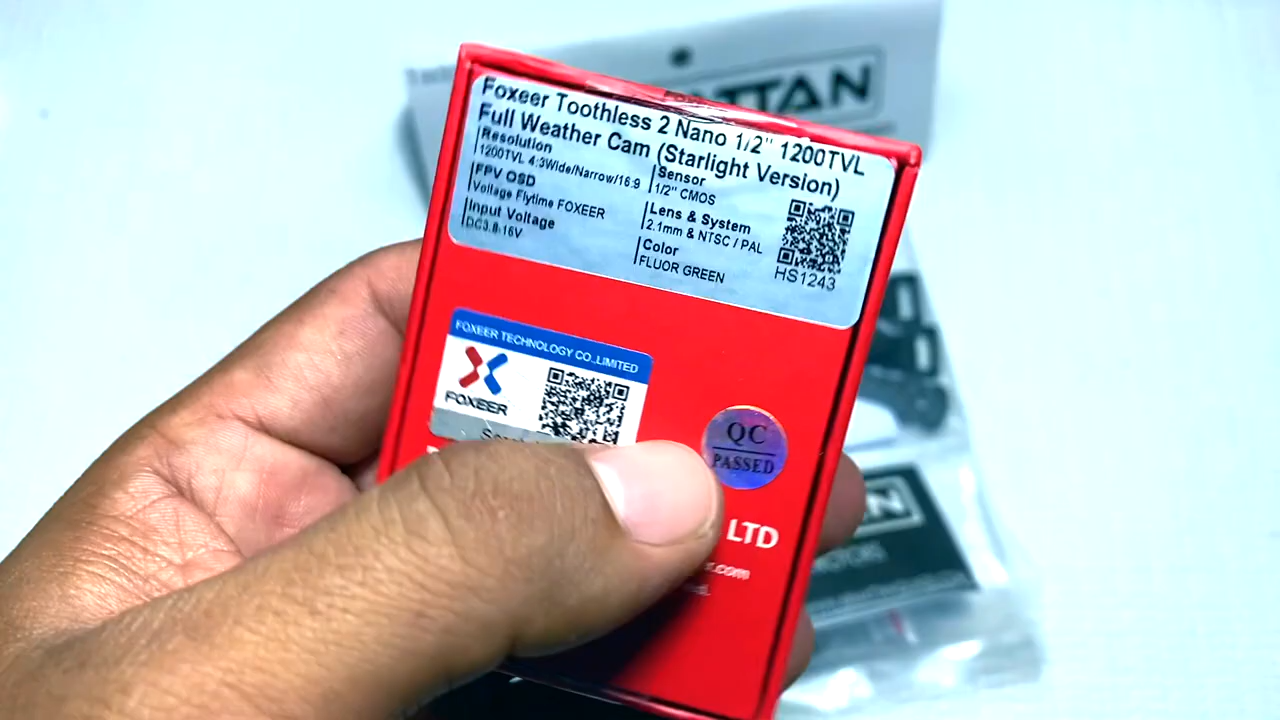 Foxeer Toothless 2 Nano 1/2" 1200TVL
Full Weather Cam (Starlight Version)
Resolution
1200TVL 4:3Wide/Narrow/16:9
FPV OSD
Voltage Flytime FOXEER
Input Voltage
DC3.8-16V
Sensor
1/2" CMOS
Lens & System
2.1mm & NTSC / PAL
Color
FLUOR GREEN
HS1243
FOXEER TECHNOLOGY CO.,LIMITED
FOXEER
QC
PASSED
LTD
.com